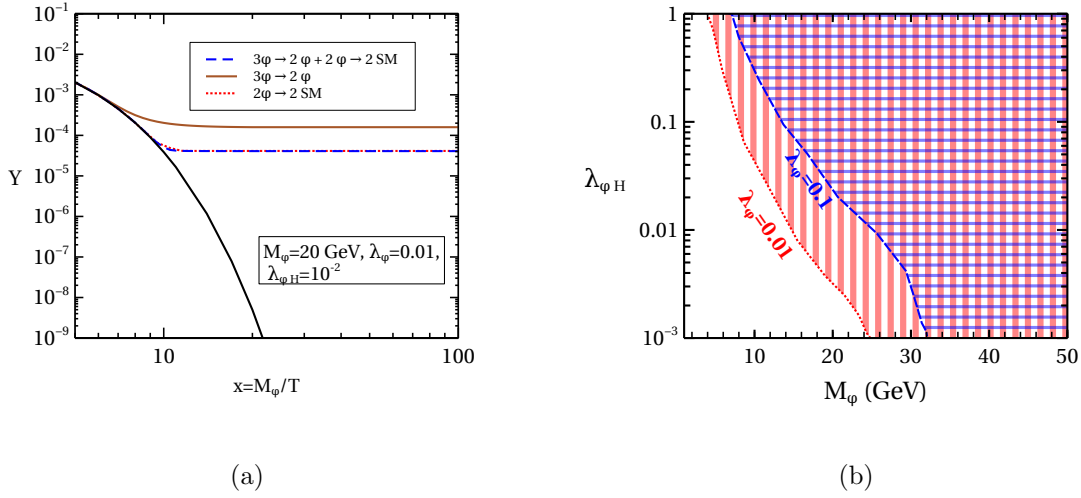 10⁻¹
10⁻²
10⁻³
10⁻⁴
10⁻⁵
10⁻⁶
10⁻⁷
10⁻⁸
10⁻⁹
Y
3φ → 2 φ + 2 φ → 2 SM
3φ → 2 φ
2φ → 2 SM
M_φ=20 GeV, λ_φ=0.01,
λ_φ H=10⁻²
10 100
x=M_φ/T
(a)
1
0.1
0.01
10⁻³
λ_φ H
λ_φ=0.1
λ_φ=0.01
10 20 30 40 50
M_φ (GeV)
(b)